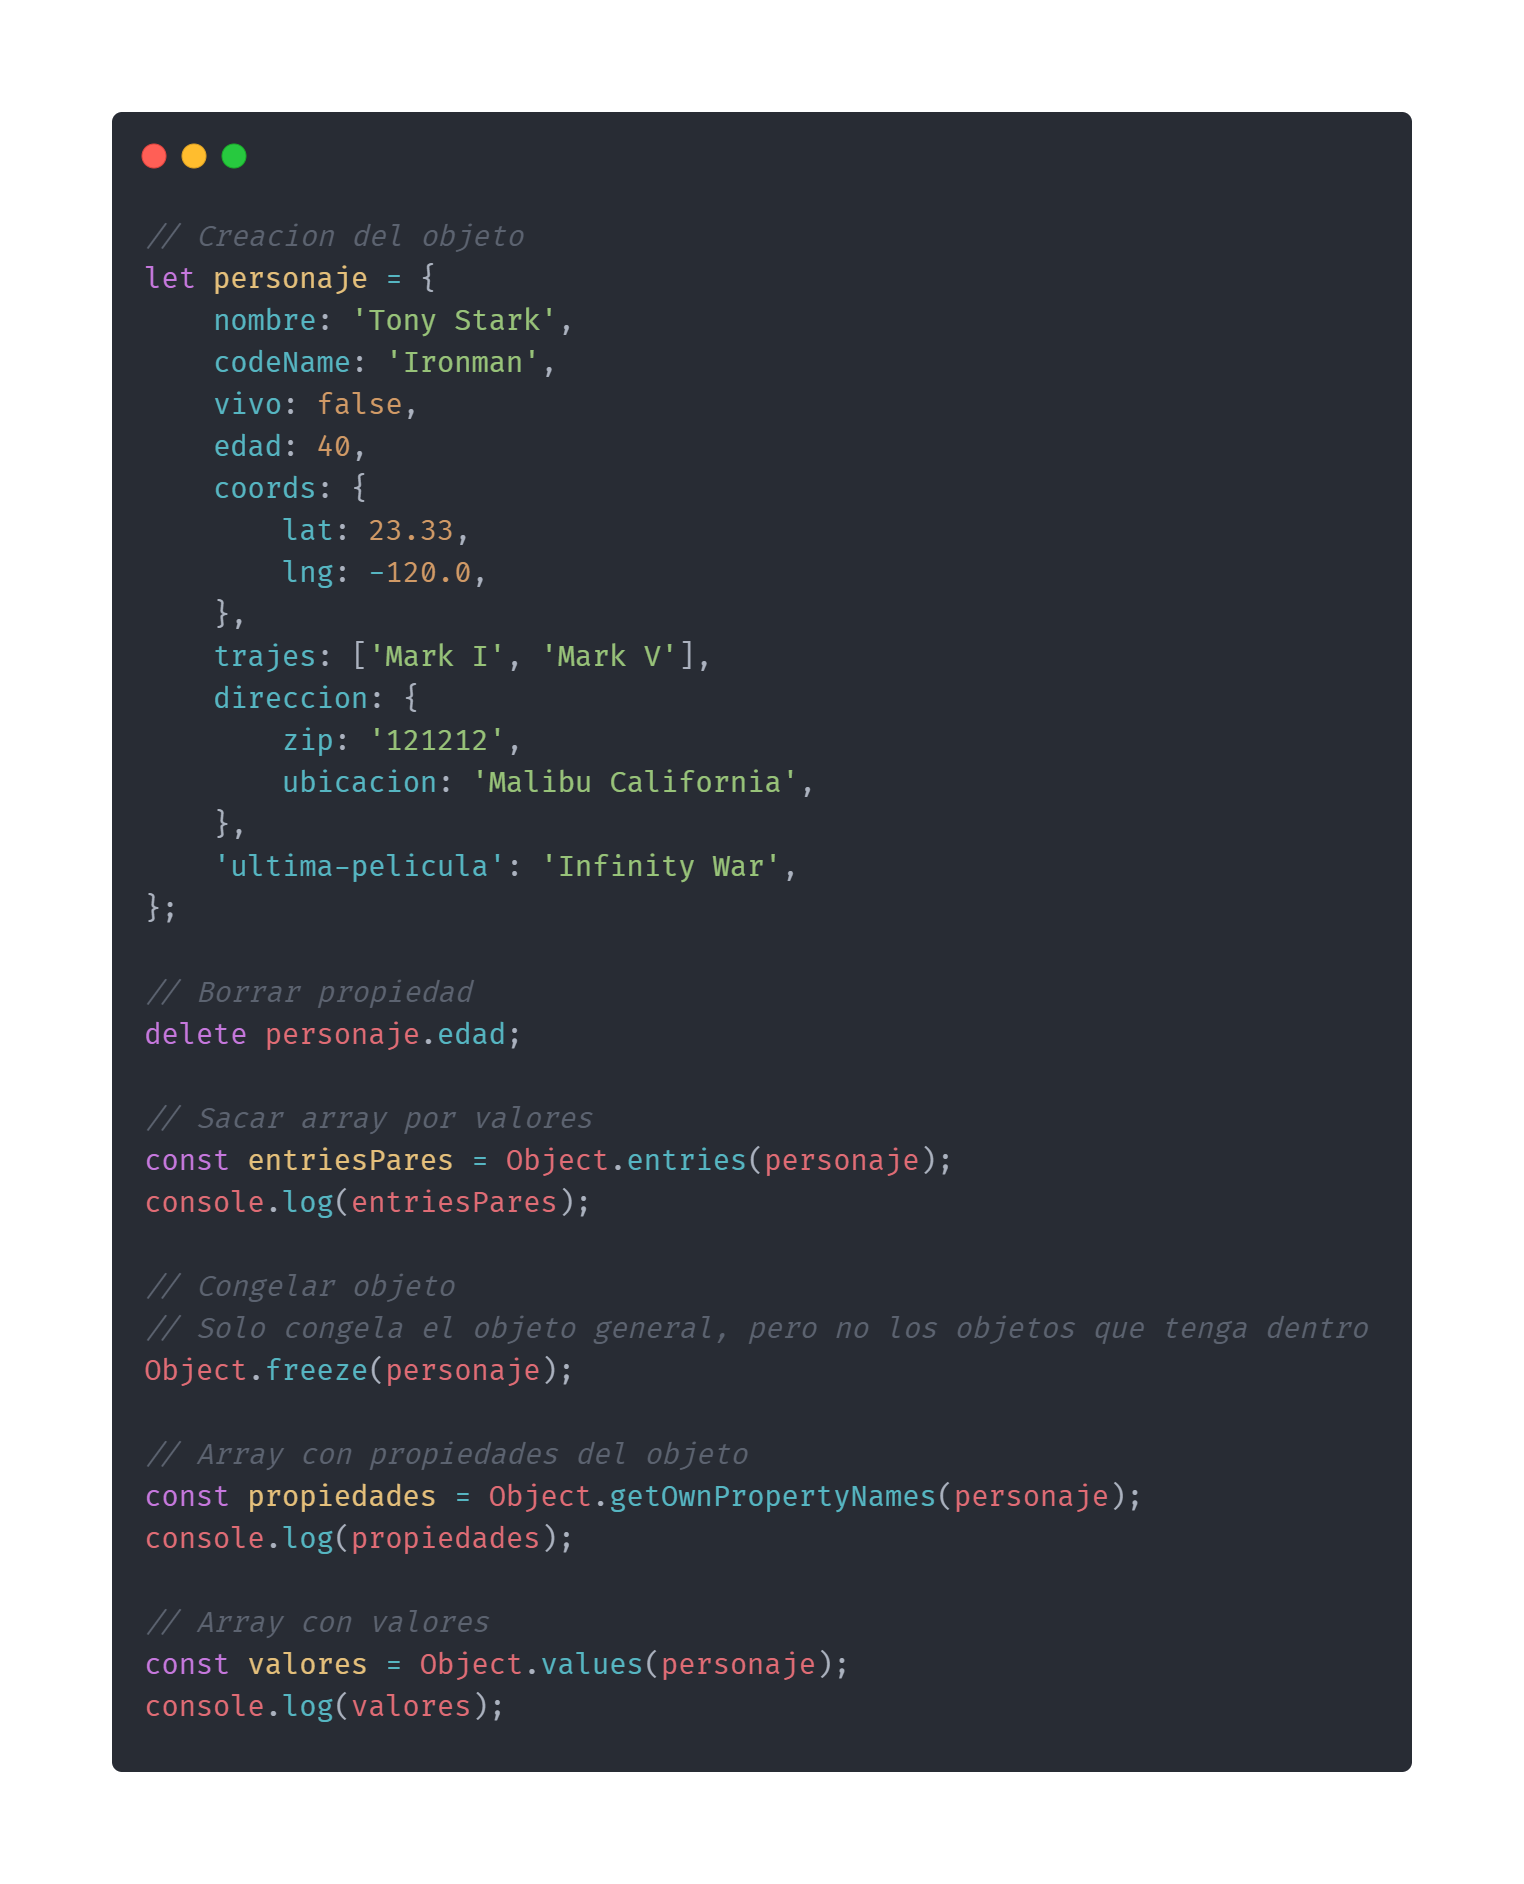 // Creacion del objeto
let personaje = {
    nombre: 'Tony Stark',
    codeName: 'Ironman',
    vivo: false,
    edad: 40,
    coords: {
        lat: 23.33,
        lng: -120.0,
    },
    trajes: ['Mark I', 'Mark V'],
    direccion: {
        zip: '121212',
        ubicacion: 'Malibu California',
    },
    'ultima-pelicula': 'Infinity War',
};

// Borrar propiedad
delete personaje.edad;

// Sacar array por valores
const entriesPares = Object.entries(personaje);
console.log(entriesPares);

// Congelar objeto
// Solo congela el objeto general, pero no los objetos que tenga dentro
Object.freeze(personaje);

// Array con propiedades del objeto
const propiedades = Object.getOwnPropertyNames(personaje);
console.log(propiedades);

// Array con valores
const valores = Object.values(personaje);
console.log(valores);